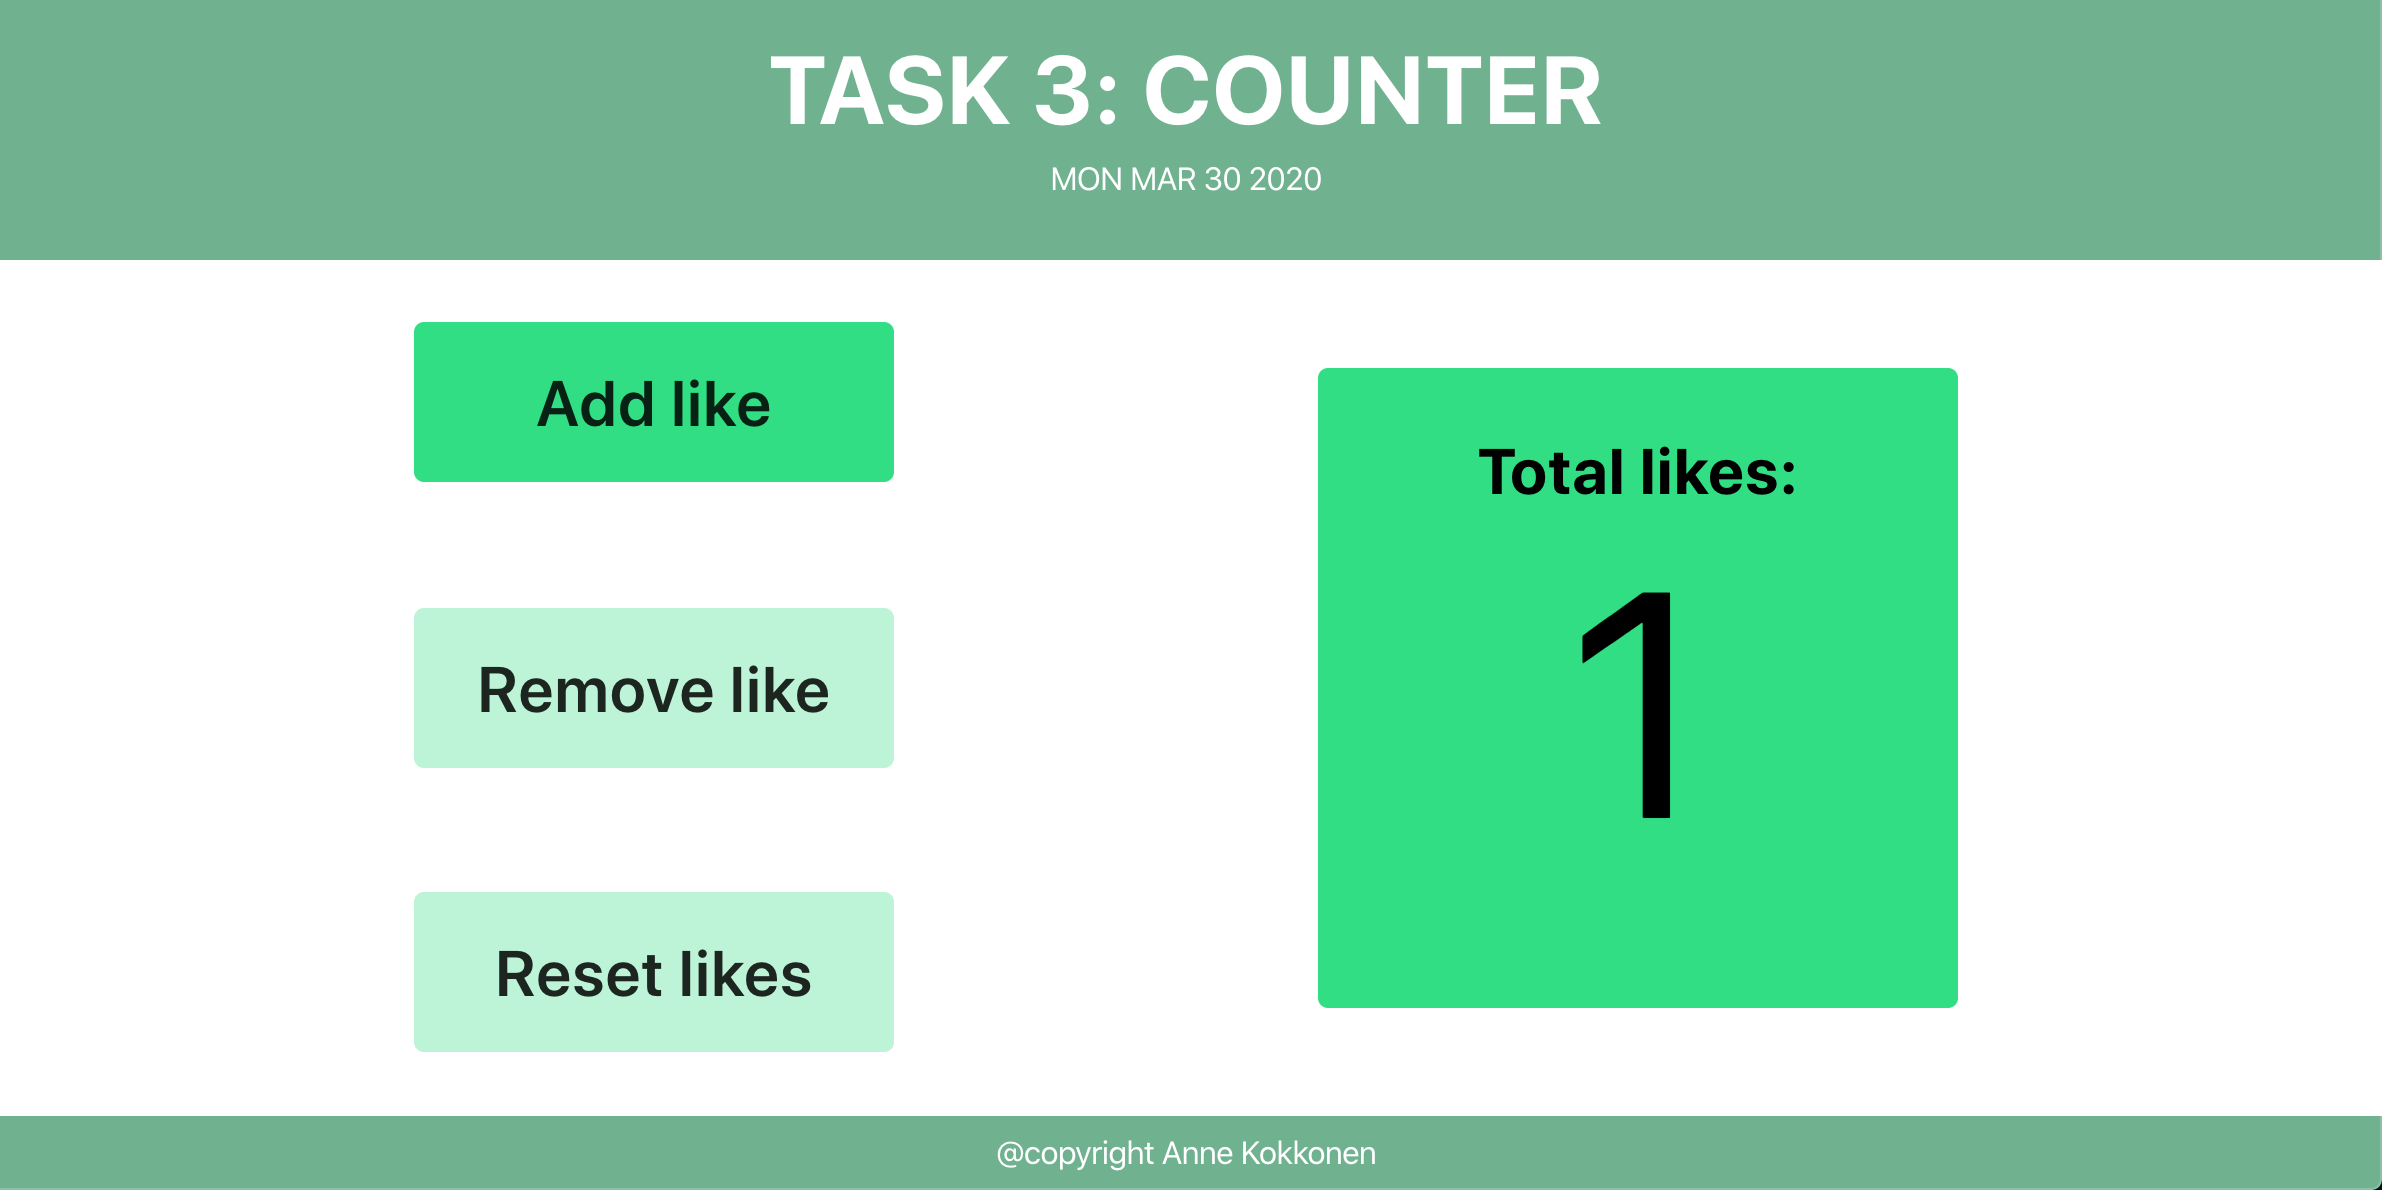 TASK 3: COUNTER
MON MAR 30 2020
Add like
Remove like
Reset likes
Total likes:
1
@copyright Anne Kokkonen